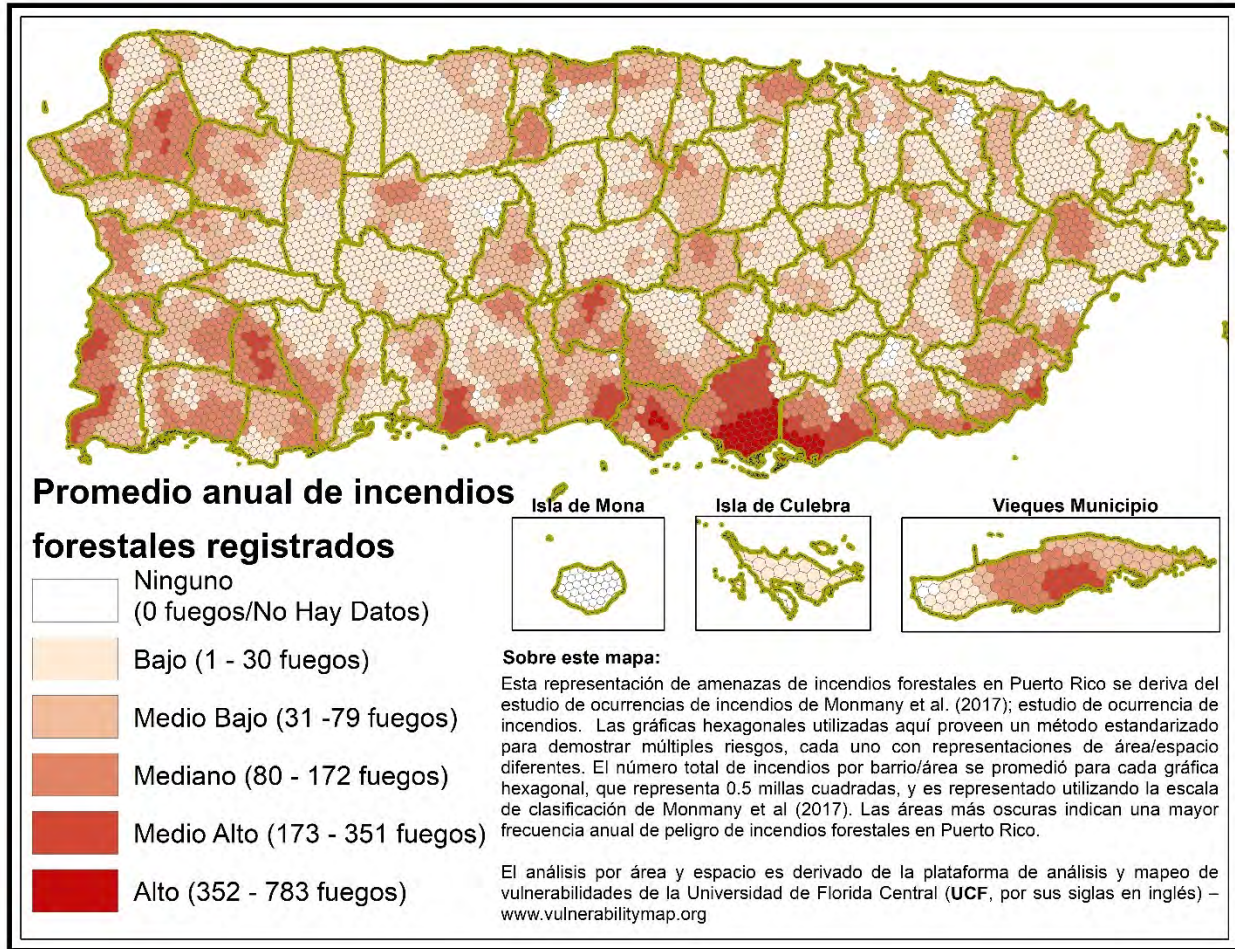 Isla de Mona
Isla de Culebra
Vieques Municipio
Promedio anual de incendios
forestales registrados
Ninguno
(0 fuegos/No Hay Datos)
Bajo (1 - 30 fuegos)
Medio Bajo (31 -79 fuegos)
Mediano (80 - 172 fuegos)
Medio Alto (173 - 351 fuegos)
Alto (352 - 783 fuegos)
Sobre este mapa:
Esta representación de amenazas de incendios forestales en Puerto Rico se deriva del
estudio de ocurrencias de incendios de Monmany et al. (2017); estudio de ocurrencia de
incendios. Las gráficas hexagonales utilizadas aquí proveen un método estandarizado
para demostrar múltiples riesgos, cada uno con representaciones de área/espacio
diferentes. El número total de incendios por barrio/área se promedió para cada gráfica
hexagonal, que representa 0.5 millas cuadradas, y es representado utilizando la escala
de clasificación de Monmany et al (2017). Las áreas más oscuras indican una mayor
frecuencia anual de peligro de incendios forestales en Puerto Rico.
El análisis por área y espacio es derivado de la plataforma de análisis y mapeo de
vulnerabilidades de la Universidad de Florida Central (UCF, por sus siglas en inglés) –
www.vulnerabilitymap.org